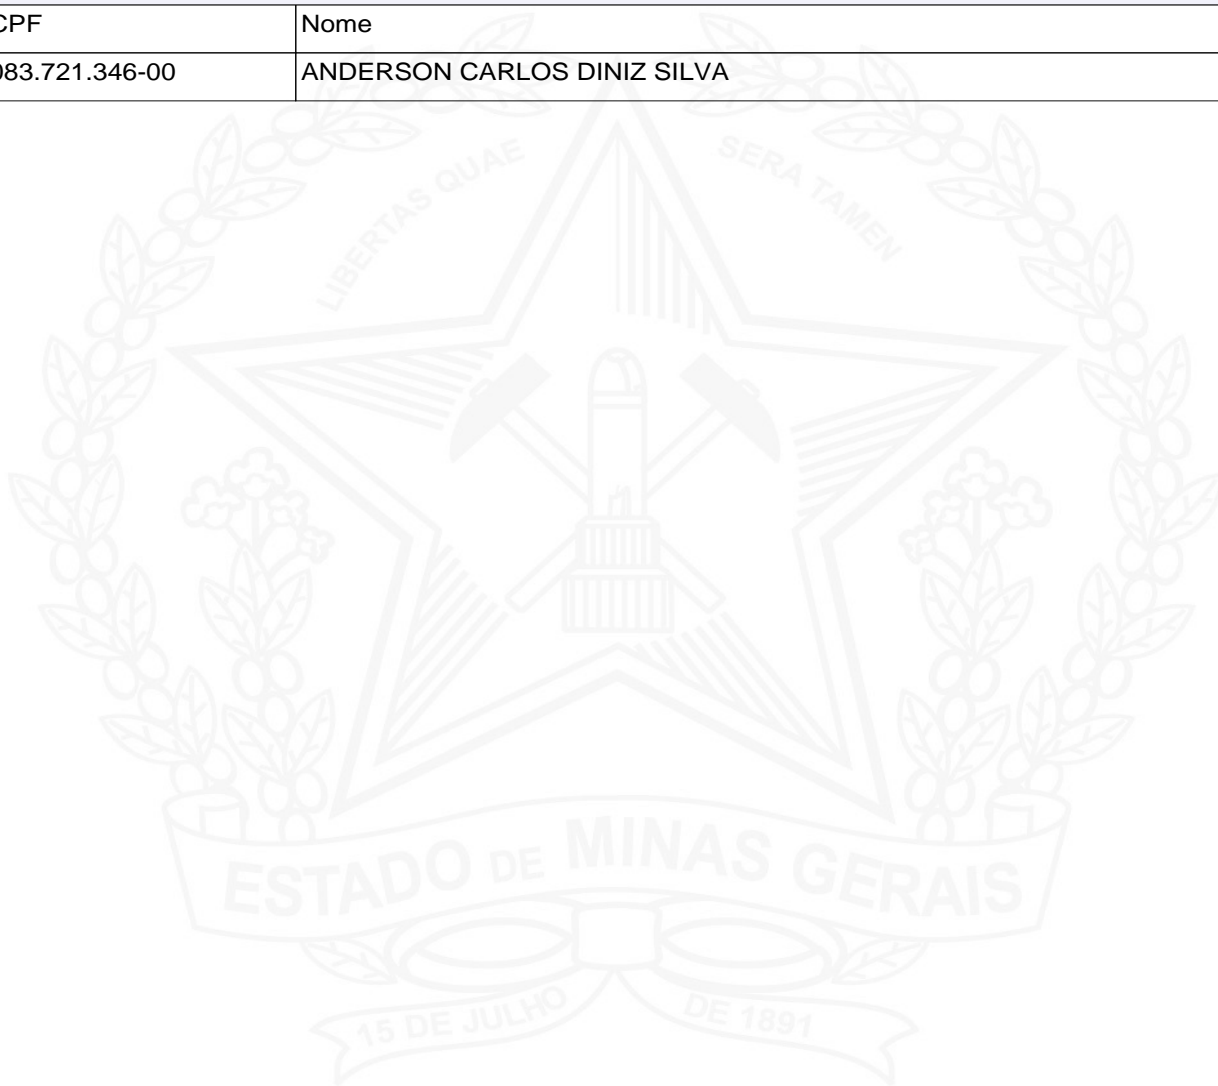 CPF Nome
083.721.346-00 ANDERSON CARLOS DINIZ SILVA
LIBERTAS QUAE SERA TAMEN
ESTADO DE MINAS GERAIS
15 DE JULHO DE 1891